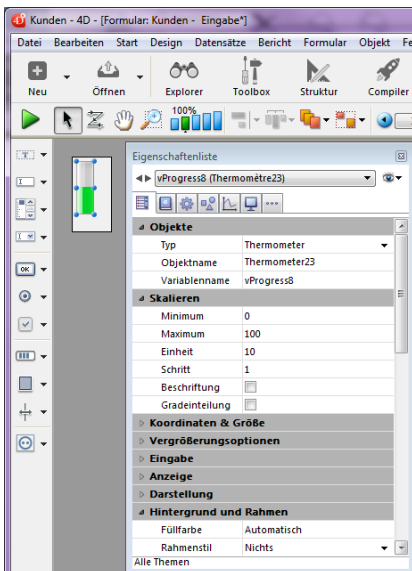 Kunden - 4D - [Formular: Kunden - Eingabe*]
Datei Bearbeiten Start Design Datensätze Bericht Formular Objekt
Neu Öffnen Explorer Toolbox Struktur Compiler
100%
Eigenschaftenliste
vProgress8 (Thermomètre23)
Objekte
Typ Thermometer
Objektname Thermometer23
Variablenname vProgress8
Skalieren
Minimum 0
Maximum 100
Einheit 10
Schritt 1
Beschriftung
Gradeinteilung
Koordinaten & Größe
Vergrößerungsoptionen
Eingabe
Anzeige
Darstellung
Hintergrund und Rahmen
Füllfarbe Automatisch
Rahmenstil Nichts
Alle Themen
OK